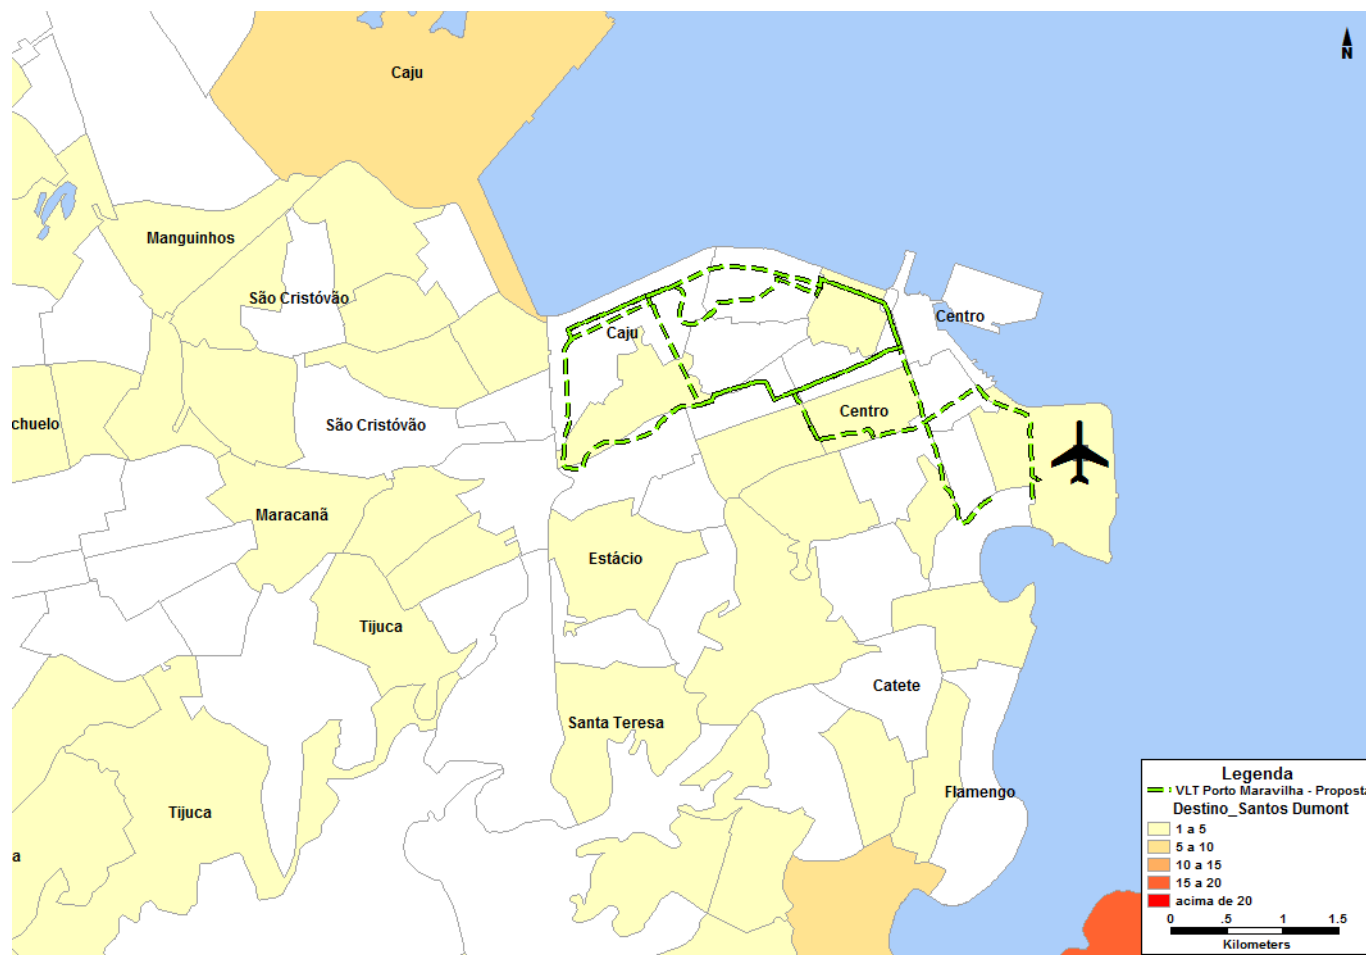 N
Caju
Manguinhos
São Cristóvão
Centro
Caju
chuelo
São Cristóvão
Centro
Maracanã
Estácio
Tijuca
Catete
Santa Teresa
Flamengo
Tijuca
a
Legenda
VLT Porto Maravilha - Proposta
Destino_Santos Dumont
1 a 5
5 a 10
10 a 15
15 a 20
acima de 20
0 .5 1 1.5
Kilometers